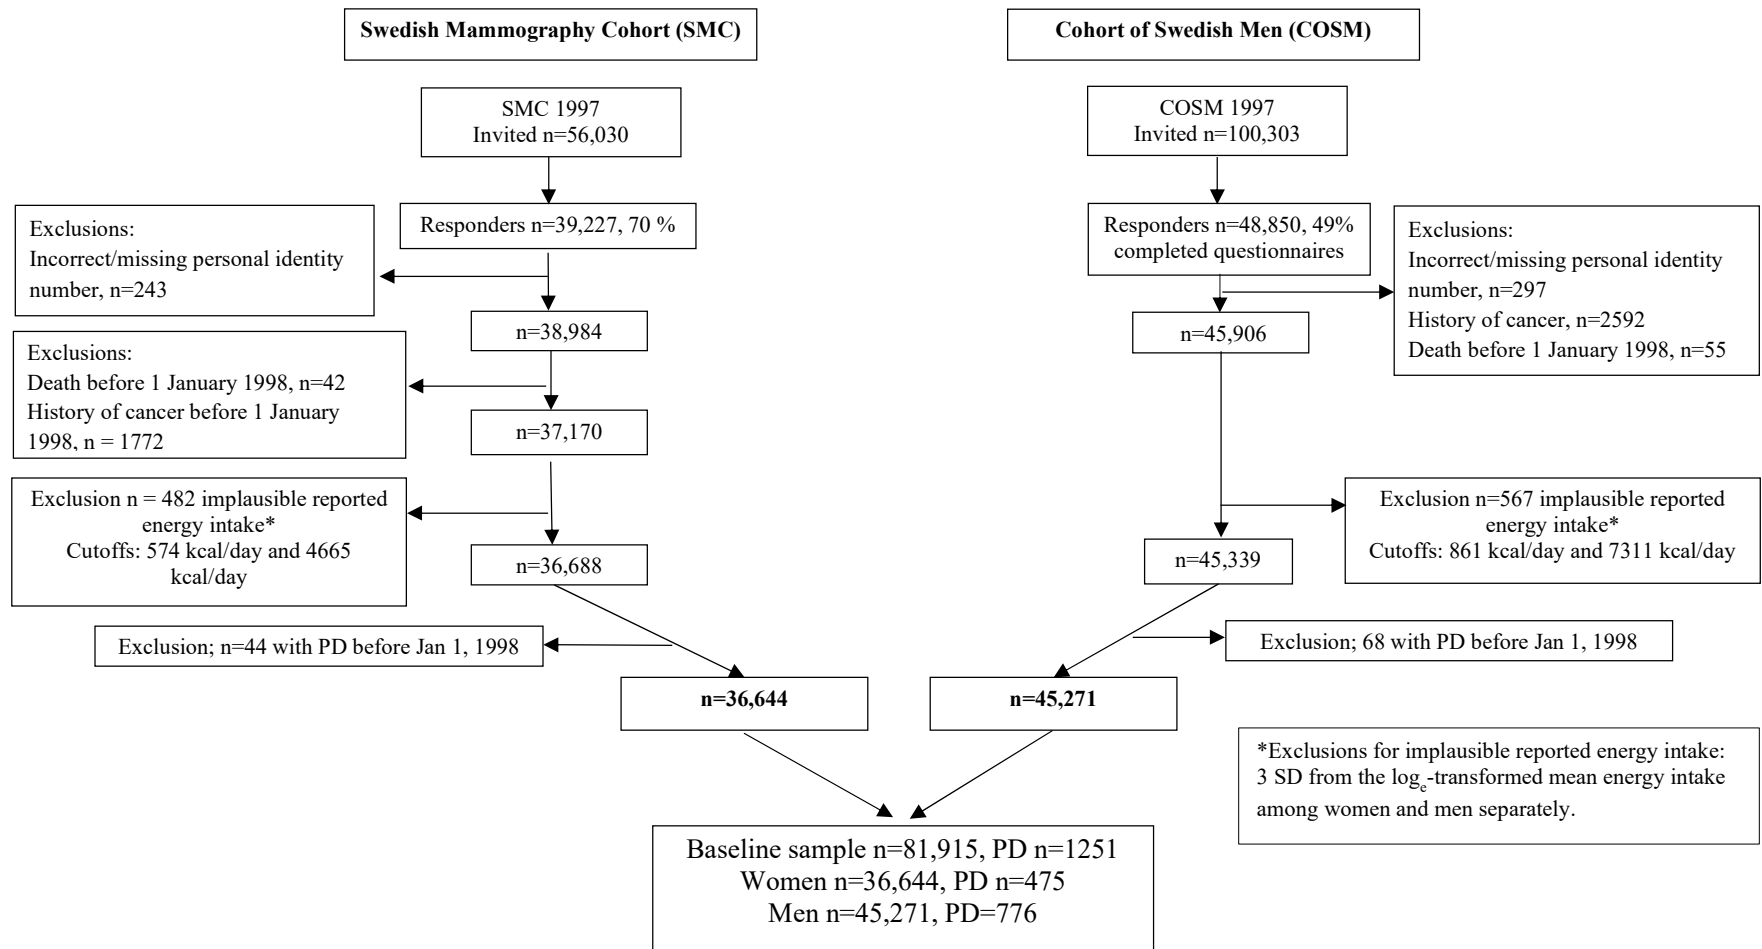 Swedish Mammography Cohort (SMC)
Cohort of Swedish Men (COSM)
SMC 1997
Invited n=56,030
COSM 1997
Invited n=100,303
Responders n=39,227, 70 %
Responders n=48,850, 49%
completed questionnaires
Exclusions:
Incorrect/missing personal identity
number, n=243
Exclusions:
Incorrect/missing personal identity
number, n=297
History of cancer, n=2592
Death before 1 January 1998, n=55
n=38,984
n=45,906
Exclusions:
Death before 1 January 1998, n=42
History of cancer before 1 January
1998, n = 1772
n=37,170
Exclusion n = 482 implausible reported
energy intake*
Cutoffs: 574 kcal/day and 4665
kcal/day
Exclusion n=567 implausible reported
energy intake*
Cutoffs: 861 kcal/day and 7311 kcal/day
n=36,688
n=45,339
Exclusion; n=44 with PD before Jan 1, 1998
Exclusion; 68 with PD before Jan 1, 1998
n=36,644
n=45,271
*Exclusions for implausible reported energy intake:
3 SD from the loge-transformed mean energy intake
among women and men separately.
Baseline sample n=81,915, PD n=1251
Women n=36,644, PD n=475
Men n=45,271, PD=776